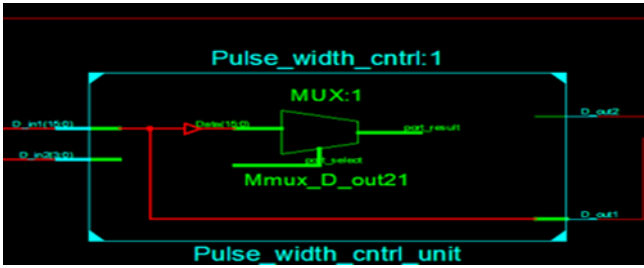 Pulse_width_cntrl:1
MUX:1
D_in1(15:0)
Data(15:0)
port_result
D_out2
D_in2(3:0)
port_select
Mmux_D_out21
D_out1
Pulse_width_cntrl_unit